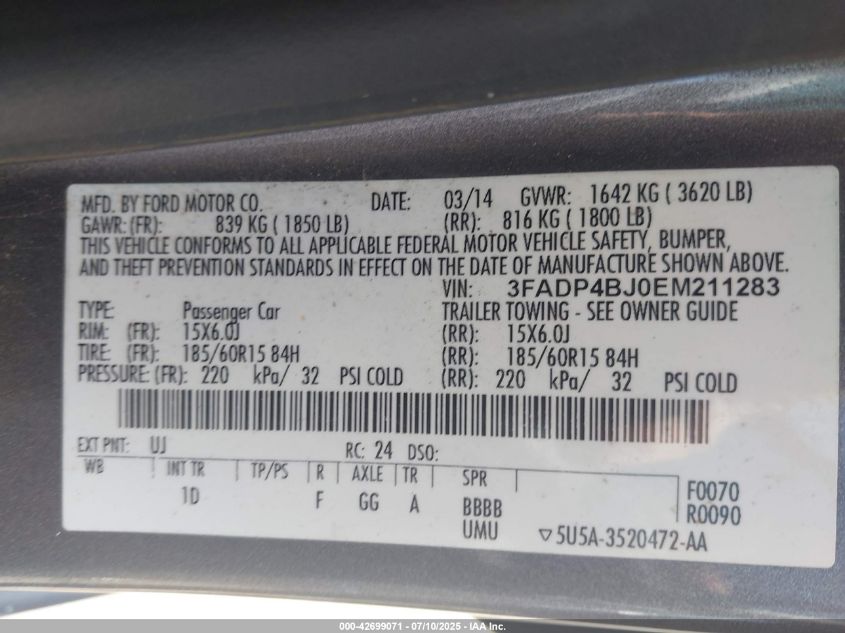 MFD. BY FORD MOTOR CO. DATE: 03/14 GVWR: 1642 KG ( 3620 LB)
GAWR: (FR): 839 KG ( 1850 LB) (RR): 816 KG ( 1800 LB)
THIS VEHICLE CONFORMS TO ALL APPLICABLE FEDERAL MOTOR VEHICLE SAFETY, BUMPER,
AND THEFT PREVENTION STANDARDS IN EFFECT ON THE DATE OF MANUFACTURE SHOWN ABOVE.
VIN: 3FADP4BJ0EM211283
TYPE: Passenger Car TRAILER TOWING - SEE OWNER GUIDE
RIM: (FR): 15X6.0J (RR): 15X6.0J
TIRE: (FR): 185/60R15 84H (RR): 185/60R15 84H
PRESSURE: (FR): 220 kPa/ 32 PSI COLD (RR): 220 kPa/ 32 PSI COLD
EXT PNT: UJ RC: 24 DSO:
WB INT TR TP/PS R AXLE TR SPR
1D F GG A BBBB F0070
UMU R0090
▽5U5A-3520472-AA
000-42699071 - 07/10/2025 - IAA, Inc.